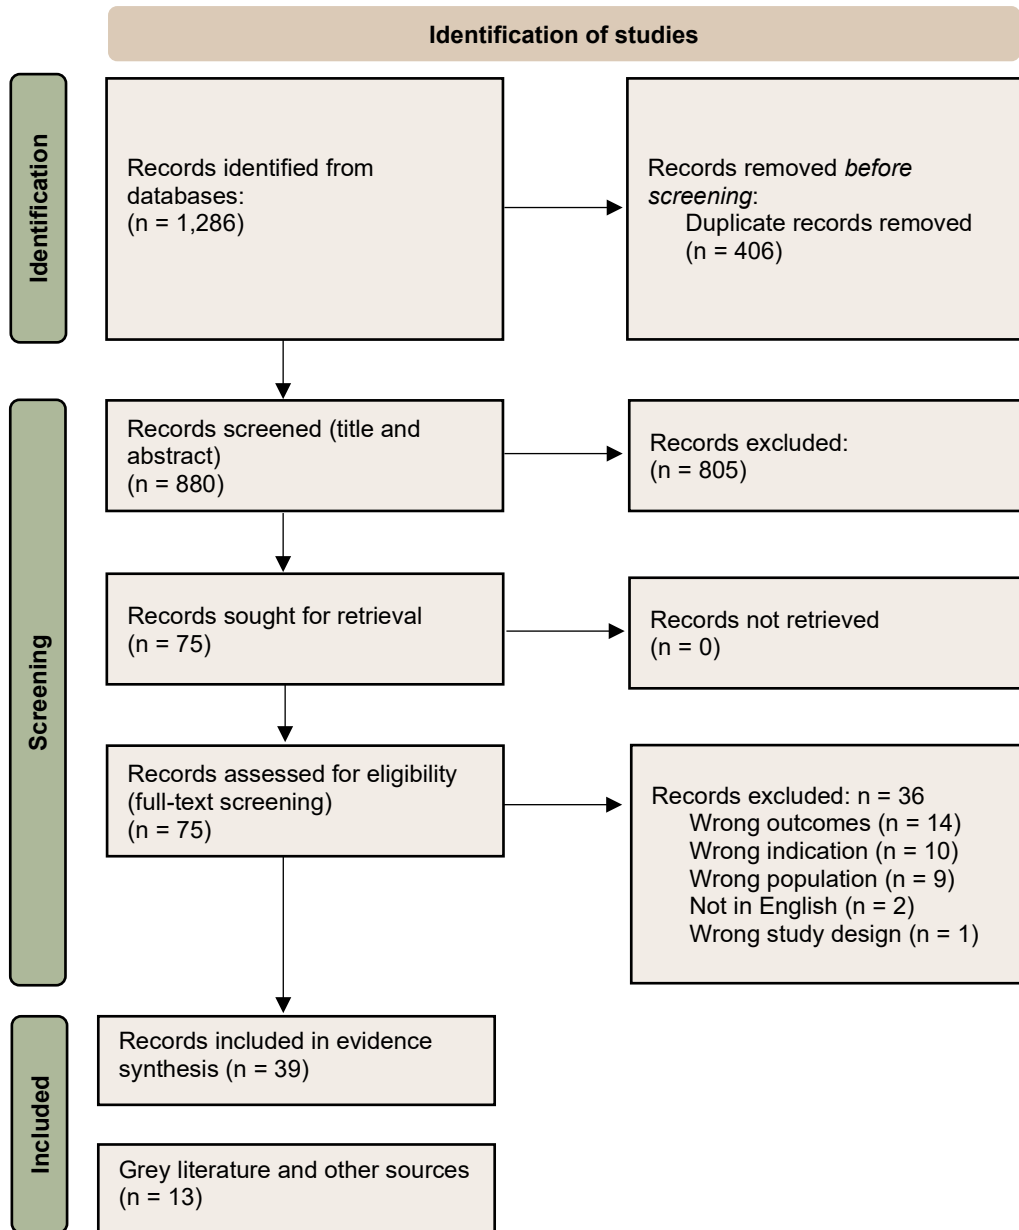 Identification of studies
Identification
Records identified from
databases:
(n = 1,286)
Records removed before
screening:
Duplicate records removed
(n = 406)
Screening
Records screened (title and
abstract)
(n = 880)
Records excluded:
(n = 805)
Records sought for retrieval
(n = 75)
Records not retrieved
(n = 0)
Records assessed for eligibility
(full-text screening)
(n = 75)
Records excluded: n = 36
Wrong outcomes (n = 14)
Wrong indication (n = 10)
Wrong population (n = 9)
Not in English (n = 2)
Wrong study design (n = 1)
Included
Records included in evidence
synthesis (n = 39)
Grey literature and other sources
(n = 13)